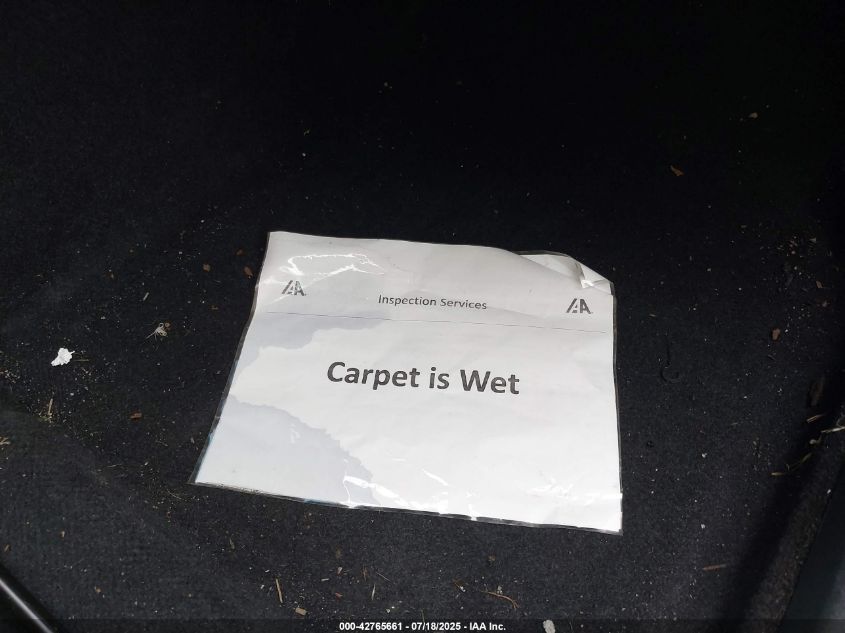 IAA Inspection Services IAA
Carpet is Wet
000-42765661 - 07/18/2025 - IAA Inc.